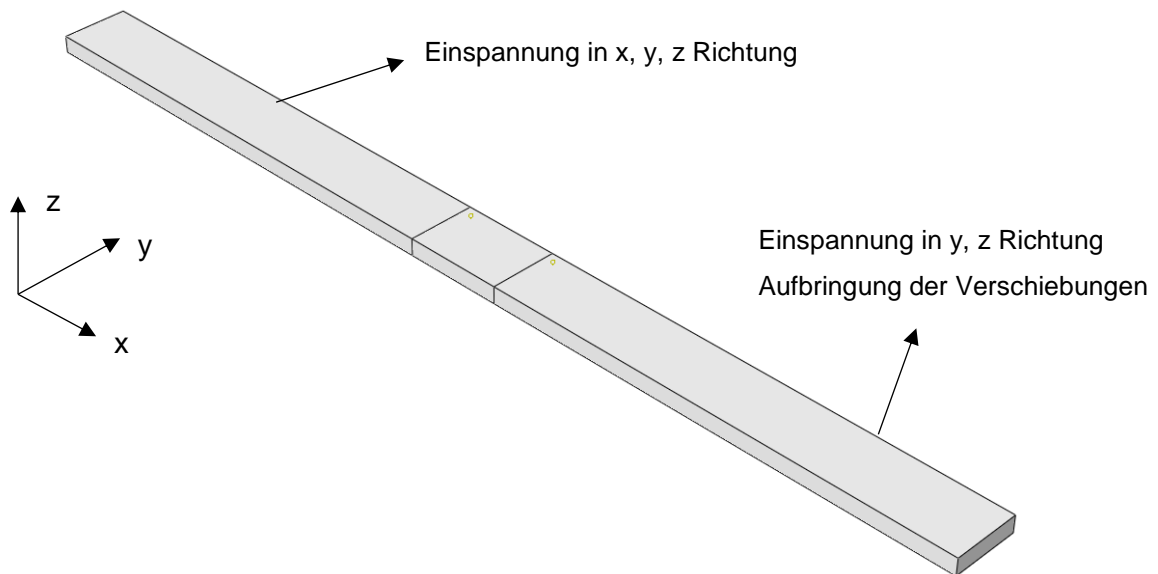 Einspannung in x, y, z Richtung
z
y
x
Einspannung in y, z Richtung
Aufbringung der Verschiebungen